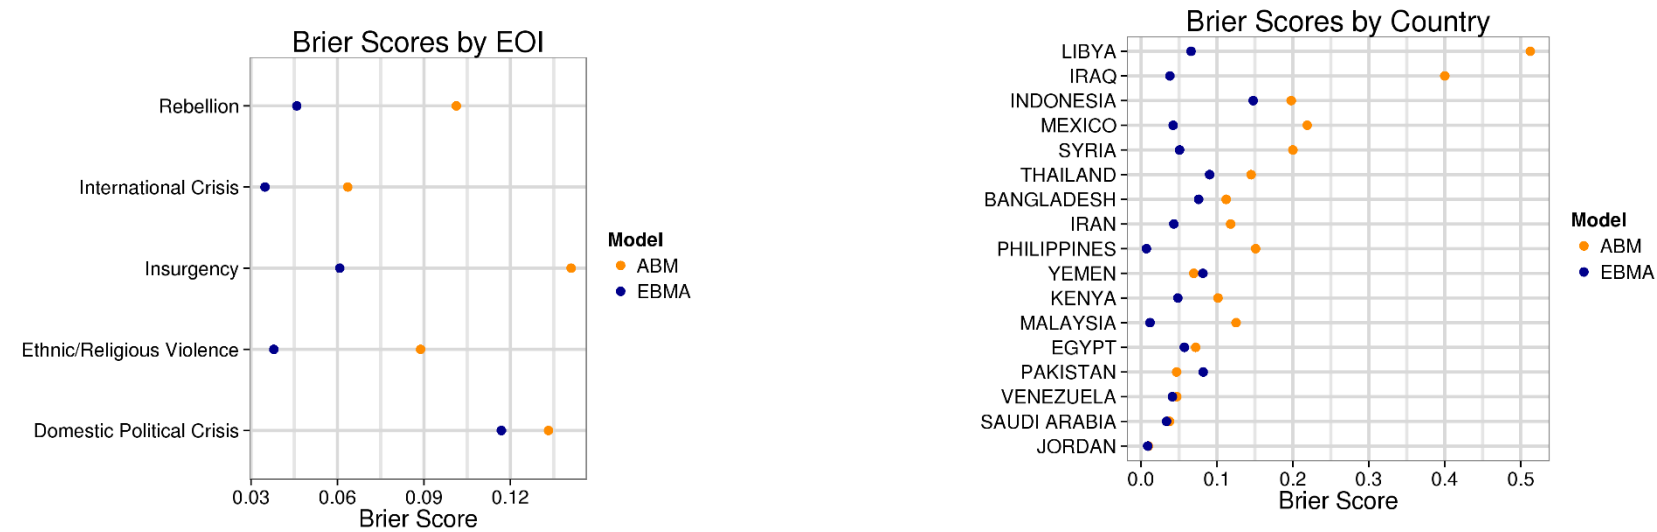 Brier Scores by EOI
Rebellion
International Crisis
Insurgency
Ethnic/Religious Violence
Domestic Political Crisis
0.03 0.06 0.09 0.12
Brier Score
Model
ABM
EBMA
Brier Scores by Country
LIBYA
IRAQ
INDONESIA
MEXICO
SYRIA
THAILAND
BANGLADESH
IRAN
PHILIPPINES
YEMEN
KENYA
MALAYSIA
EGYPT
PAKISTAN
VENEZUELA
SAUDI ARABIA
JORDAN
0.0 0.1 0.2 0.3 0.4 0.5
Brier Score
Model
ABM
EBMA